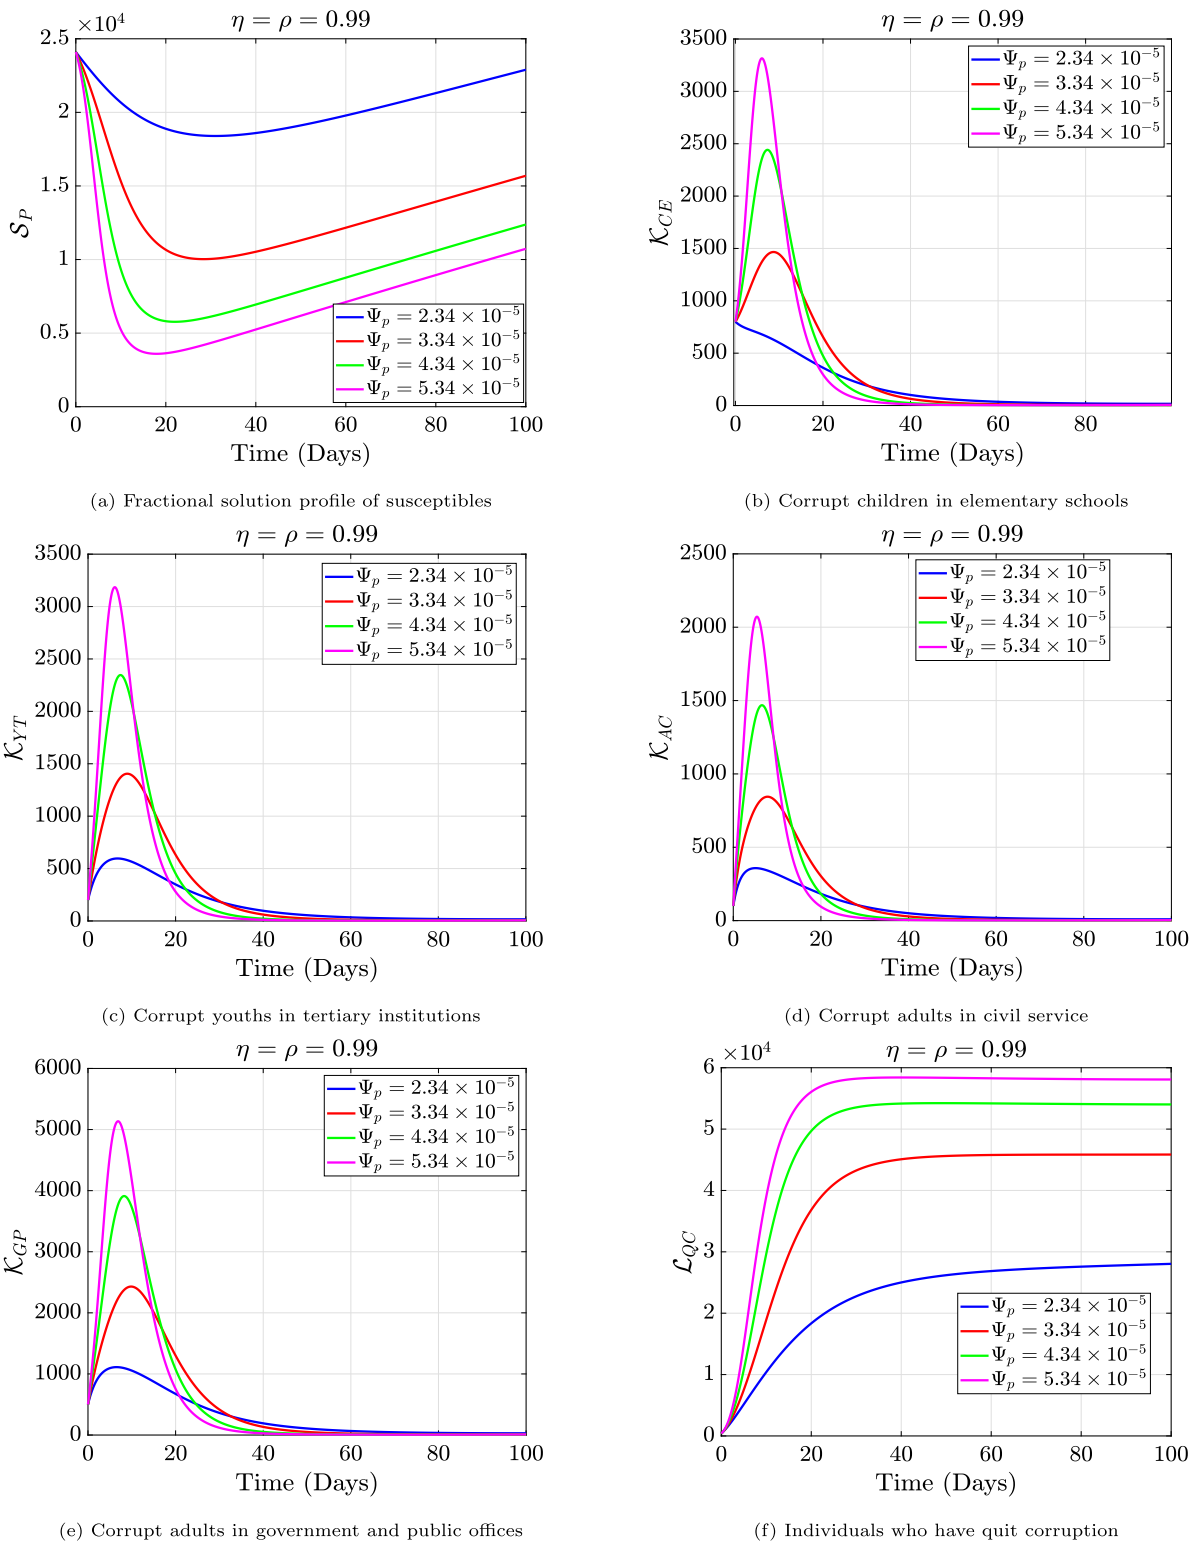 η = ρ = 0.99
×10⁴
2.5
2
1.5
1
0.5
0
0 20 40 60 80 100
𝒮_P
Time (Days)
Ψ_p = 2.34 × 10⁻⁵
Ψ_p = 3.34 × 10⁻⁵
Ψ_p = 4.34 × 10⁻⁵
Ψ_p = 5.34 × 10⁻⁵
(a) Fractional solution profile of susceptibles
η = ρ = 0.99
3500
3000
2500
2000
1500
1000
500
0
0 20 40 60 80
𝒦_CE
Time (Days)
Ψ_p = 2.34 × 10⁻⁵
Ψ_p = 3.34 × 10⁻⁵
Ψ_p = 4.34 × 10⁻⁵
Ψ_p = 5.34 × 10⁻⁵
(b) Corrupt children in elementary schools
η = ρ = 0.99
3500
3000
2500
2000
1500
1000
500
0
0 20 40 60 80 100
𝒦_YT
Time (Days)
Ψ_p = 2.34 × 10⁻⁵
Ψ_p = 3.34 × 10⁻⁵
Ψ_p = 4.34 × 10⁻⁵
Ψ_p = 5.34 × 10⁻⁵
(c) Corrupt youths in tertiary institutions
η = ρ = 0.99
2500
2000
1500
1000
500
0
0 20 40 60 80 100
𝒦_AC
Time (Days)
Ψ_p = 2.34 × 10⁻⁵
Ψ_p = 3.34 × 10⁻⁵
Ψ_p = 4.34 × 10⁻⁵
Ψ_p = 5.34 × 10⁻⁵
(d) Corrupt adults in civil service
η = ρ = 0.99
6000
5000
4000
3000
2000
1000
0
0 20 40 60 80 100
𝒦_GP
Time (Days)
Ψ_p = 2.34 × 10⁻⁵
Ψ_p = 3.34 × 10⁻⁵
Ψ_p = 4.34 × 10⁻⁵
Ψ_p = 5.34 × 10⁻⁵
(e) Corrupt adults in government and public offices
η = ρ = 0.99
×10⁴
6
5
4
3
2
1
0
0 20 40 60 80 100
ℒ_QC
Time (Days)
Ψ_p = 2.34 × 10⁻⁵
Ψ_p = 3.34 × 10⁻⁵
Ψ_p = 4.34 × 10⁻⁵
Ψ_p = 5.34 × 10⁻⁵
(f) Individuals who have quit corruption